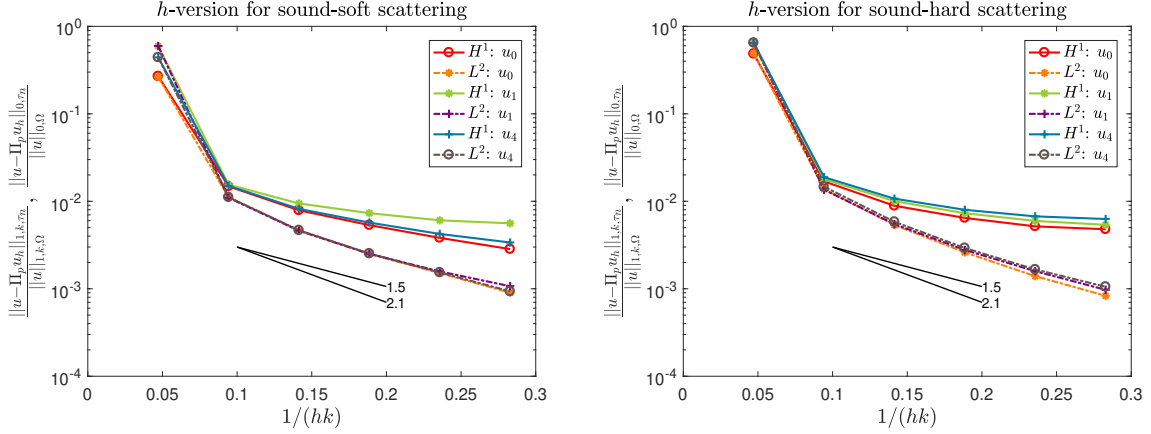 h-version for sound-soft scattering
||u−Π_p u_h||_{1,k,τ_n} / ||u||_{1,k,Ω} , ||u−Π_p u_h||_{0,τ_n} / ||u||_{0,Ω}
10^0
10^{-1}
10^{-2}
10^{-3}
10^{-4}
H^1: u_0
L^2: u_0
H^1: u_1
L^2: u_1
H^1: u_4
L^2: u_4
1.5
2.1
0 0.05 0.1 0.15 0.2 0.25 0.3
1/(hk)
h-version for sound-hard scattering
||u−Π_p u_h||_{1,k,τ_n} / ||u||_{1,k,Ω} , ||u−Π_p u_h||_{0,τ_n} / ||u||_{0,Ω}
10^0
10^{-1}
10^{-2}
10^{-3}
10^{-4}
H^1: u_0
L^2: u_0
H^1: u_1
L^2: u_1
H^1: u_4
L^2: u_4
1.5
2.1
0 0.05 0.1 0.15 0.2 0.25 0.3
1/(hk)